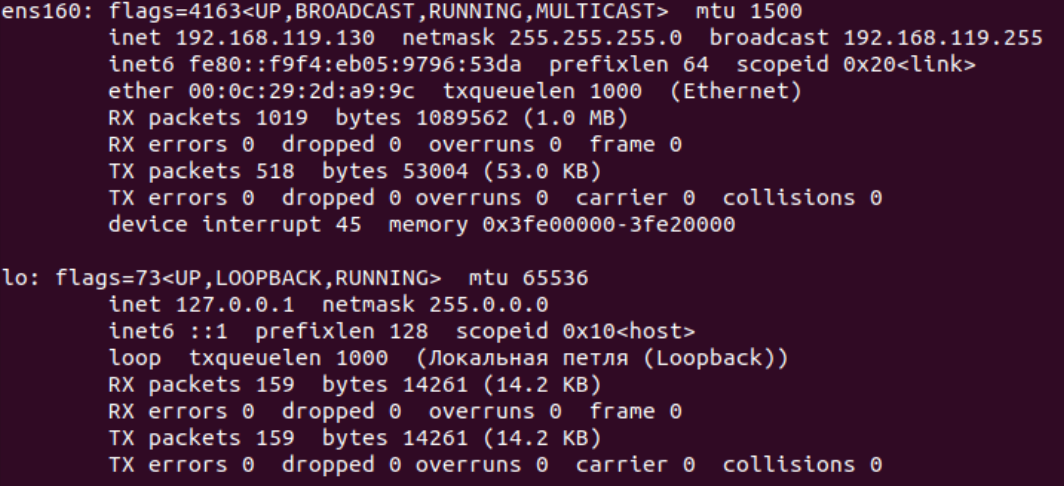 ens160: flags=4163<UP,BROADCAST,RUNNING,MULTICAST>  mtu 1500
        inet 192.168.119.130  netmask 255.255.255.0  broadcast 192.168.119.255
        inet6 fe80::f9f4:eb05:9796:53da  prefixlen 64  scopeid 0x20<link>
        ether 00:0c:29:2d:a9:9c  txqueuelen 1000  (Ethernet)
        RX packets 1019  bytes 1089562 (1.0 MB)
        RX errors 0  dropped 0  overruns 0  frame 0
        TX packets 518  bytes 53004 (53.0 KB)
        TX errors 0  dropped 0 overruns 0  carrier 0  collisions 0
        device interrupt 45  memory 0x3fe00000-3fe20000

lo: flags=73<UP,LOOPBACK,RUNNING>  mtu 65536
        inet 127.0.0.1  netmask 255.0.0.0
        inet6 ::1  prefixlen 128  scopeid 0x10<host>
        loop  txqueuelen 1000  (Локальная петля (Loopback))
        RX packets 159  bytes 14261 (14.2 KB)
        RX errors 0  dropped 0  overruns 0  frame 0
        TX packets 159  bytes 14261 (14.2 KB)
        TX errors 0  dropped 0 overruns 0  carrier 0  collisions 0